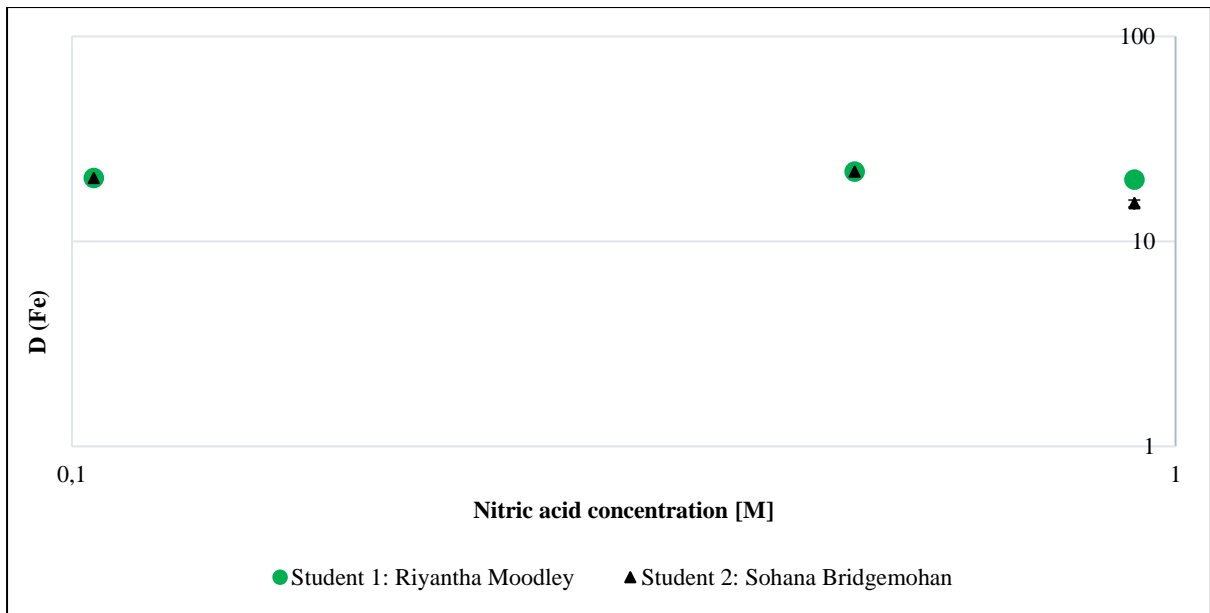 100
10
1
D (Fe)
0,1
1
Nitric acid concentration [M]
Student 1: Riyantha Moodley
Student 2: Sohana Bridgemohan